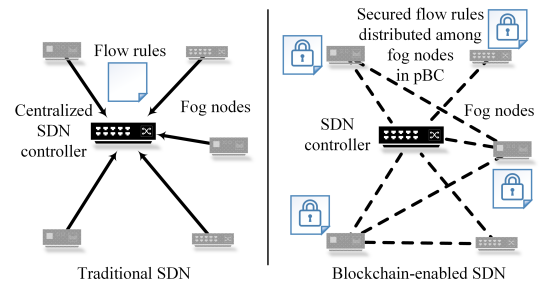 Flow rules
Centralized
SDN
controller
Fog nodes
Traditional SDN
Secured flow rules
distributed among
fog nodes
in pBC
SDN
controller
Fog nodes
Blockchain-enabled SDN